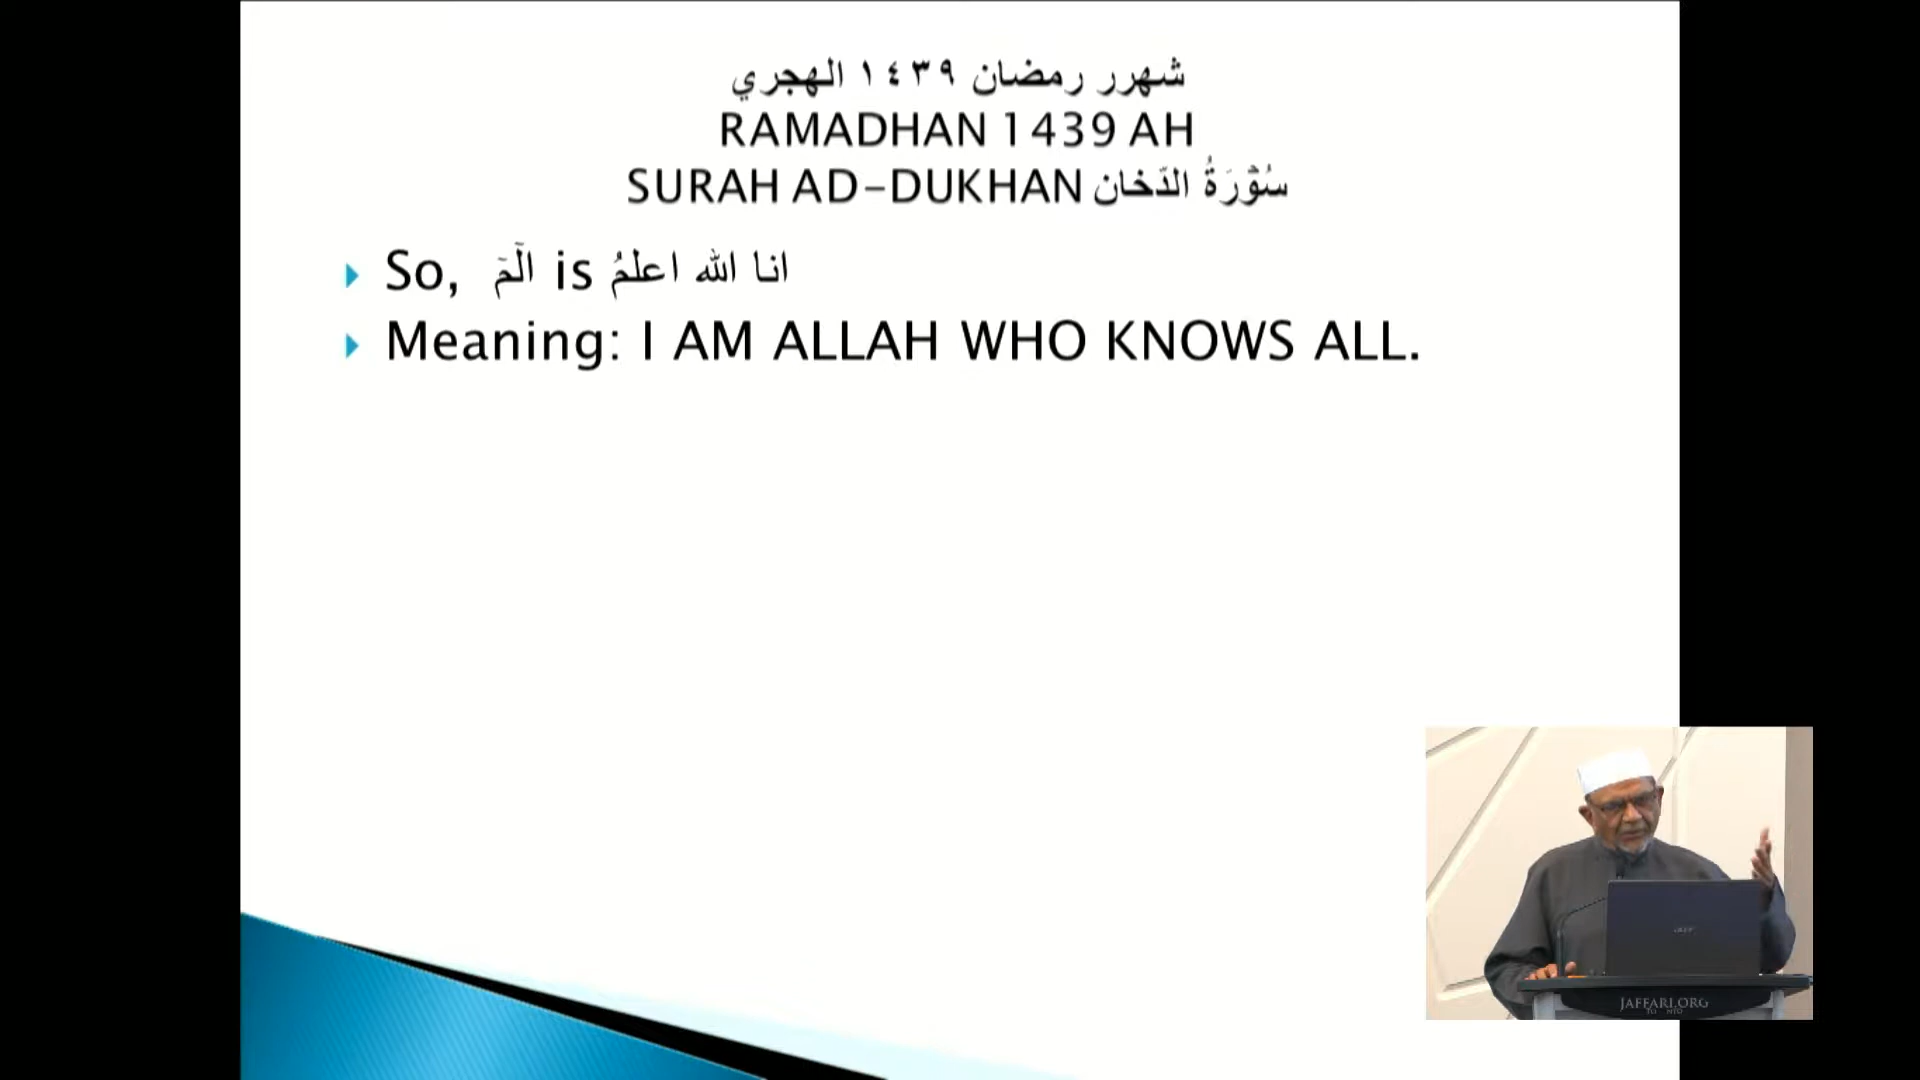 شهرر رمضان ١٤٣٩ الهجري
RAMADHAN 1439 AH
SURAH AD-DUKHAN سُوْرَةُ الدّخان
So, الٓمٓ is انا الله اعلمُ
Meaning: I AM ALLAH WHO KNOWS ALL.
acer
JAFFARI.ORG